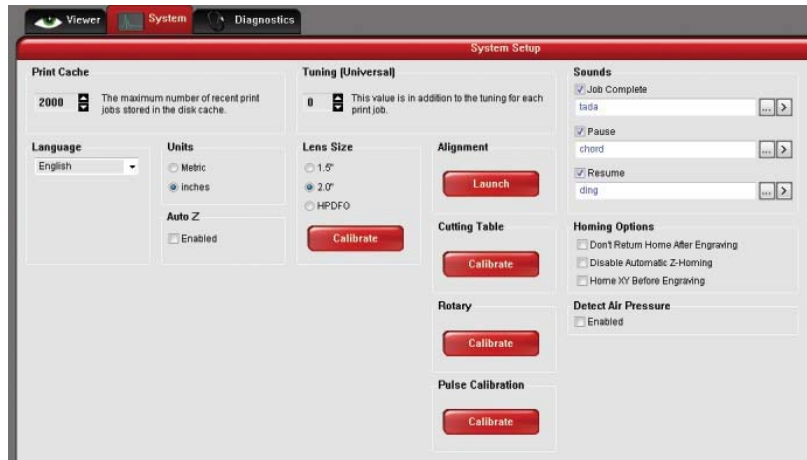 Viewer
System
Diagnostics
System Setup
Print Cache
2000
The maximum number of recent print
jobs stored in the disk cache.
Language
English
Units
Metric
inches
Auto Z
Enabled
Tuning (Universal)
0
This value is in addition to the tuning for each
print job.
Lens Size
1.5"
2.0"
HPDFO
Calibrate
Alignment
Launch
Cutting Table
Calibrate
Rotary
Calibrate
Pulse Calibration
Calibrate
Sounds
Job Complete
tada
... >
Pause
chord
... >
Resume
ding
... >
Homing Options
Don't Return Home After Engraving
Disable Automatic Z-Homing
Home XY Before Engraving
Detect Air Pressure
Enabled